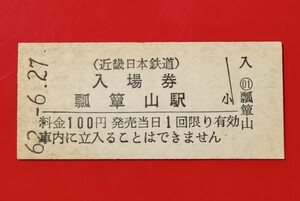 62.-6.27
(近畿日本鉄道)
入場券
瓢箪山駅
小
料金100円 発売当日1回限り有効
車内に立入ることはできません
入
01
瓢箪山